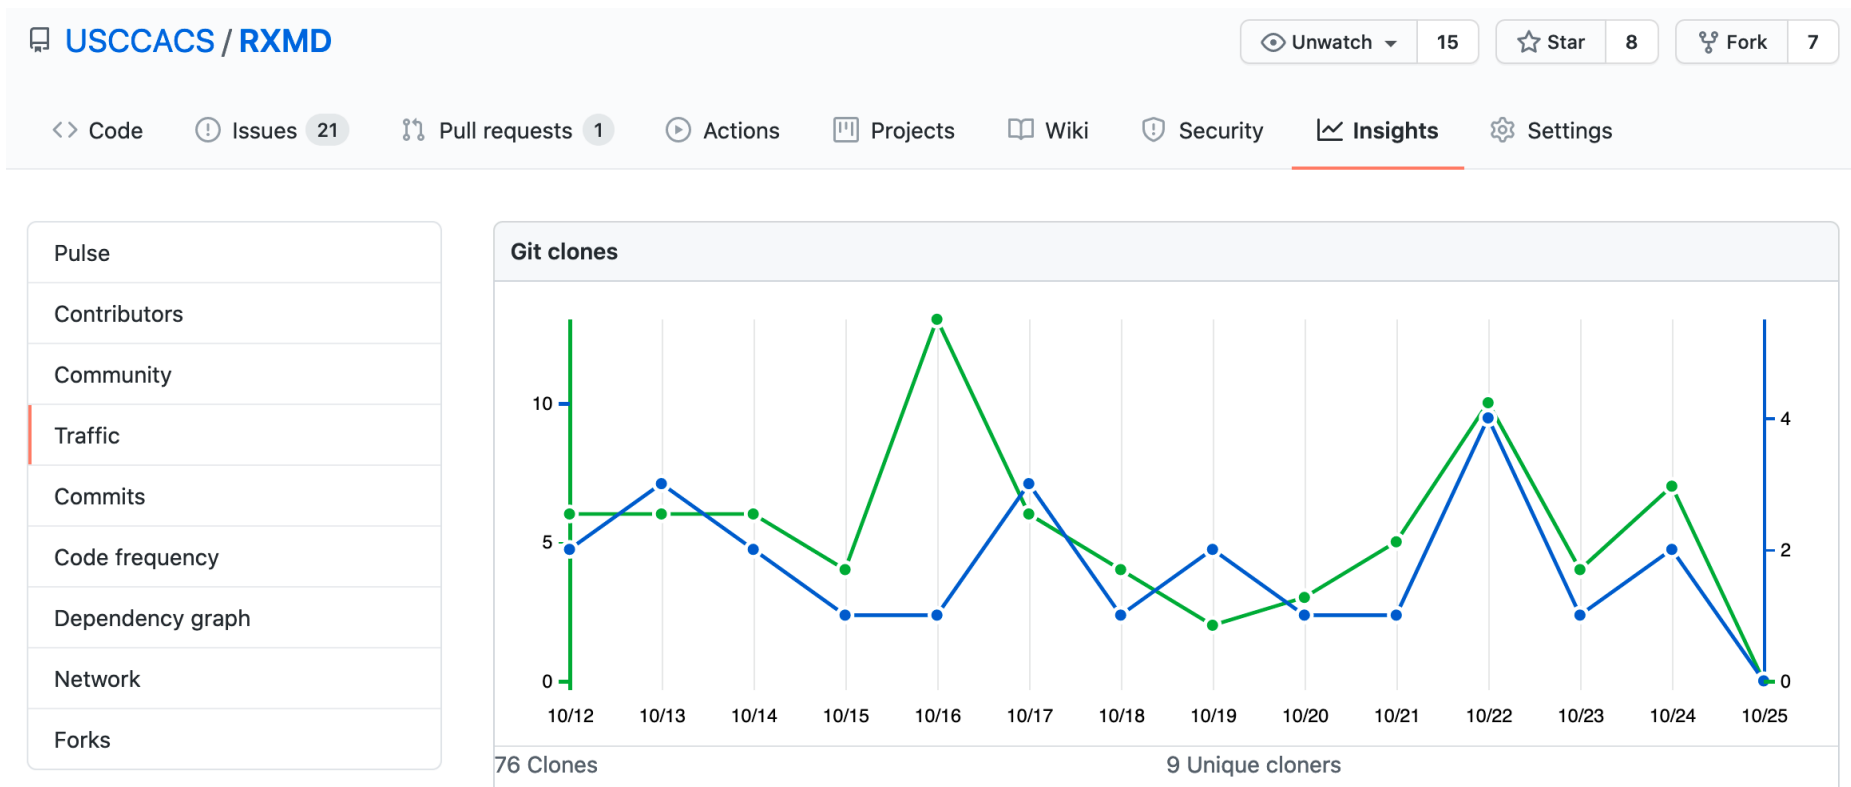 USCCACS / RXMD
Unwatch 15 Star 8 Fork 7
Code Issues 21 Pull requests 1 Actions Projects Wiki Security Insights Settings
Pulse
Contributors
Community
Traffic
Commits
Code frequency
Dependency graph
Network
Forks
Git clones
10
5
0
4
2
0
10/12 10/13 10/14 10/15 10/16 10/17 10/18 10/19 10/20 10/21 10/22 10/23 10/24 10/25
76 Clones 9 Unique cloners